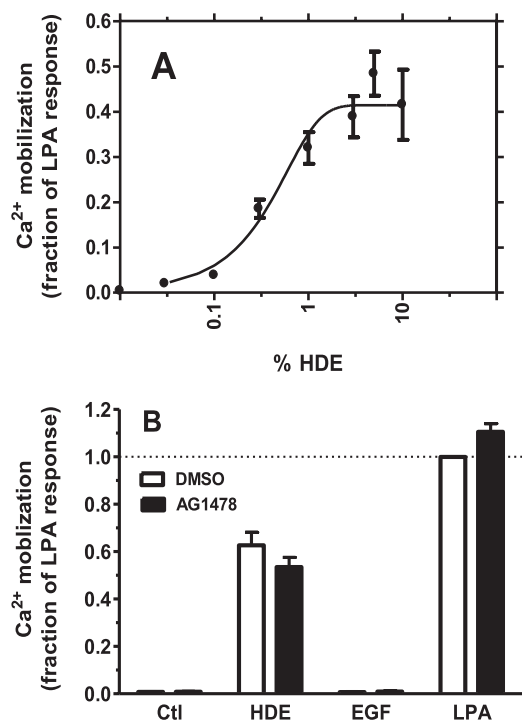 A
Ca2+ mobilization
(fraction of LPA response)
0.6
0.5
0.4
0.3
0.2
0.1
0.0
0.1
1
10
% HDE
B
Ca2+ moblization
(fraction of LPA response)
1.2
1.0
0.8
0.6
0.4
0.2
0.0
DMSO
AG1478
Ctl
HDE
EGF
LPA